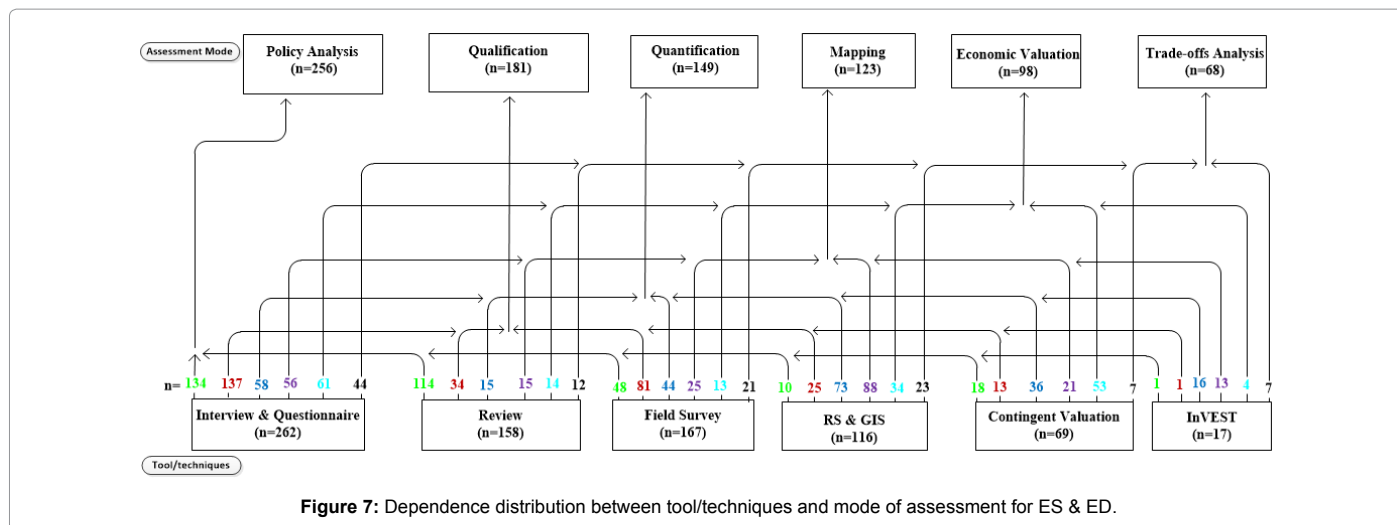 Assessment Mode
Policy Analysis
(n=256)
Qualification
(n=181)
Quantification
(n=149)
Mapping
(n=123)
Economic Valuation
(n=98)
Trade-offs Analysis
(n=68)
n= 134 137 58 56 61 44 114 34 15 15 14 12 48 81 44 25 13 21 10 25 73 88 34 23 18 13 36 21 53 7 1 1 16 13 4 7
Interview & Questionnaire
(n=262)
Review
(n=158)
Field Survey
(n=167)
RS & GIS
(n=116)
Contingent Valuation
(n=69)
InVEST
(n=17)
Tool/techniques
Figure 7: Dependence distribution between tool/techniques and mode of assessment for ES & ED.